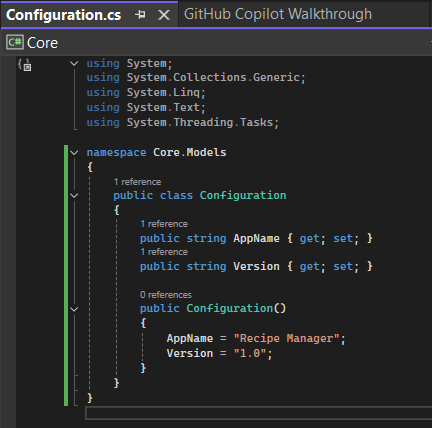 Configuration.cs
GitHub Copilot Walkthrough
C# Core
using System;
using System.Collections.Generic;
using System.Linq;
using System.Text;
using System.Threading.Tasks;
namespace Core.Models
{
1 reference
public class Configuration
{
1 reference
public string AppName { get; set; }
1 reference
public string Version { get; set; }
0 references
public Configuration()
{
AppName = "Recipe Manager";
Version = "1.0";
}
}
}